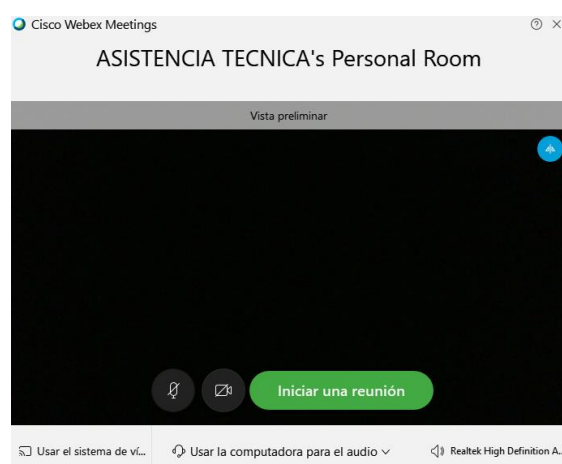 Cisco Webex Meetings
ASISTENCIA TECNICA's Personal Room
Vista preliminar
Iniciar una reunión
Usar el sistema de ví...
Usar la computadora para el audio
Realtek High Definition A...